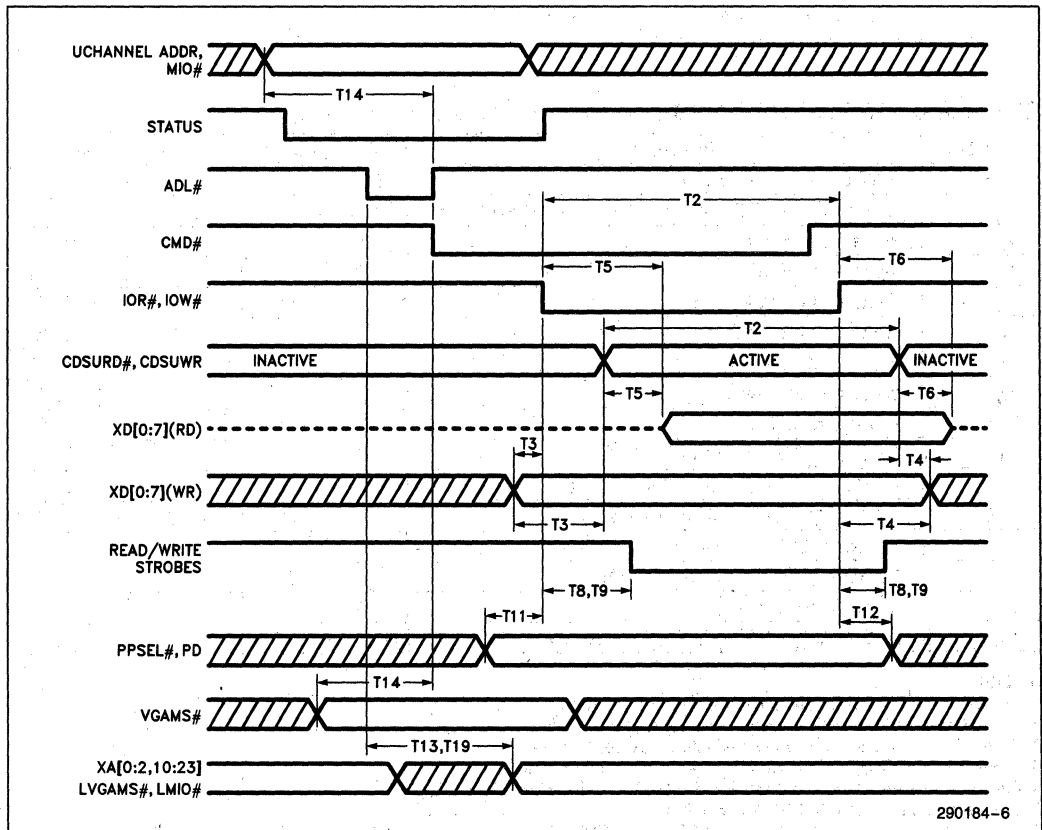 UCHANNEL ADDR,
MIO#
T14
STATUS
ADL#
T2
CMD#
T5
T6
IOR#, IOW#
T2
CDSURD#, CDSUWR
INACTIVE
ACTIVE
INACTIVE
T5
T6
XD[0:7](RD)
T3
T4
XD[0:7](WR)
T3
T4
READ/WRITE
STROBES
T8,T9
T8,T9
T11
T12
PPSEL#, PD
T14
VGAMS#
T13,T19
XA[0:2,10:23]
LVGAMS#, LMIO#
290184-6